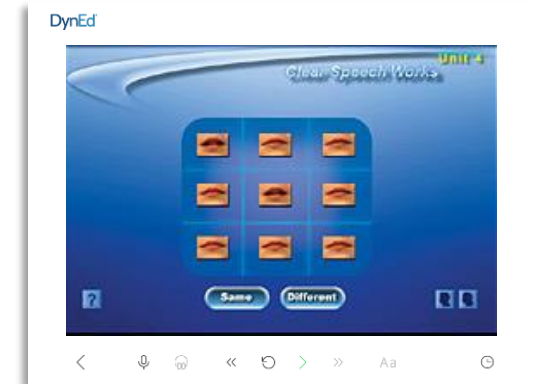 DynEd
Unit 4
Clear Speech Works
?
Same
Different
Aa